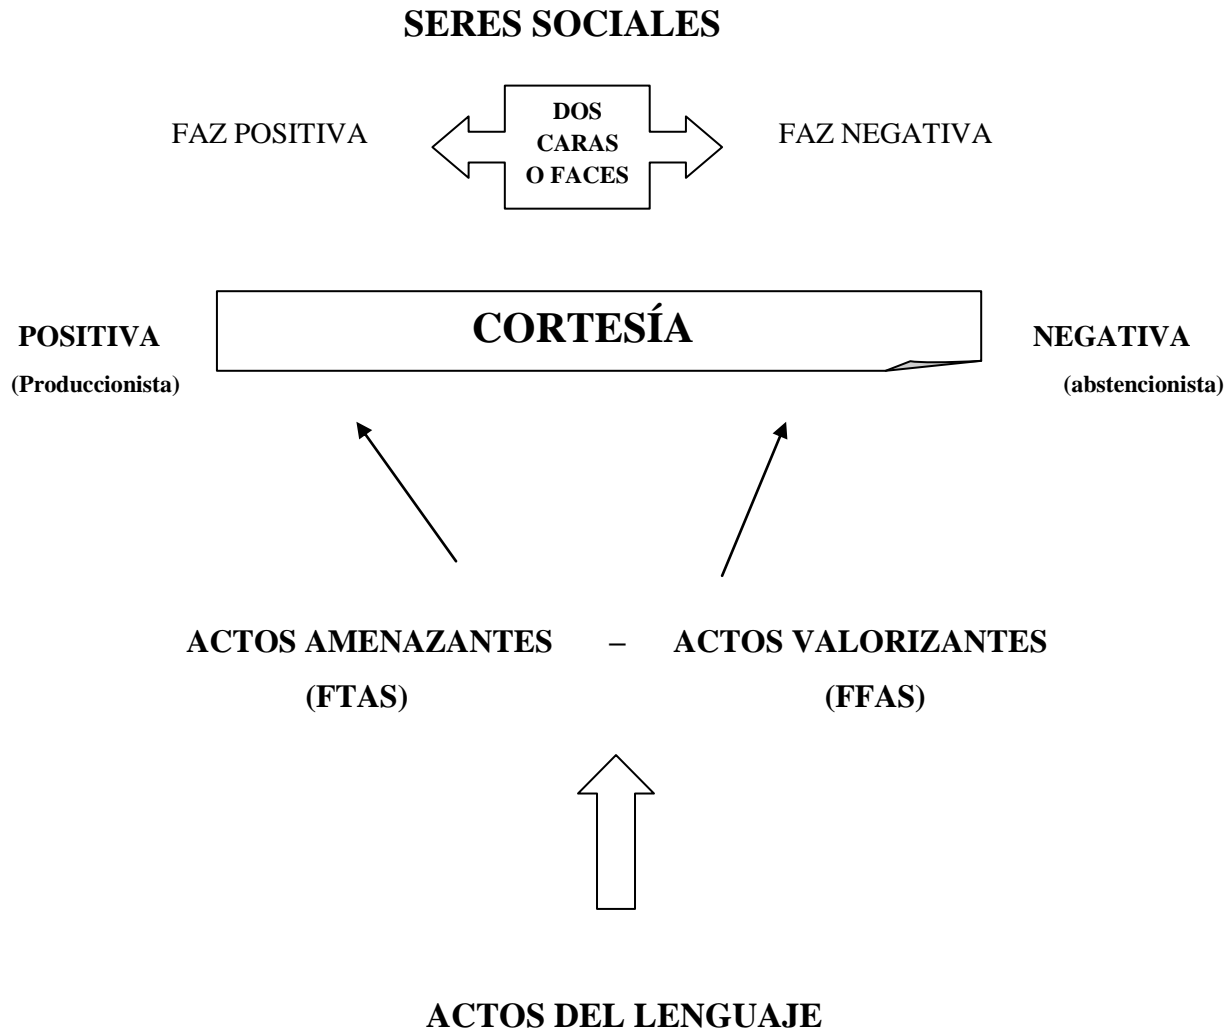 SERES SOCIALES
DOS
FAZ POSITIVA
CARAS
FAZ NEGATIVA
O FACES
CORTESÍA
POSITIVA
NEGATIVA
(Produccionista)
(abstencionista)
ACTOS AMENAZANTES – ACTOS VALORIZANTES
(FTAS)
(FFAS)
ACTOS DEL LENGUAJE